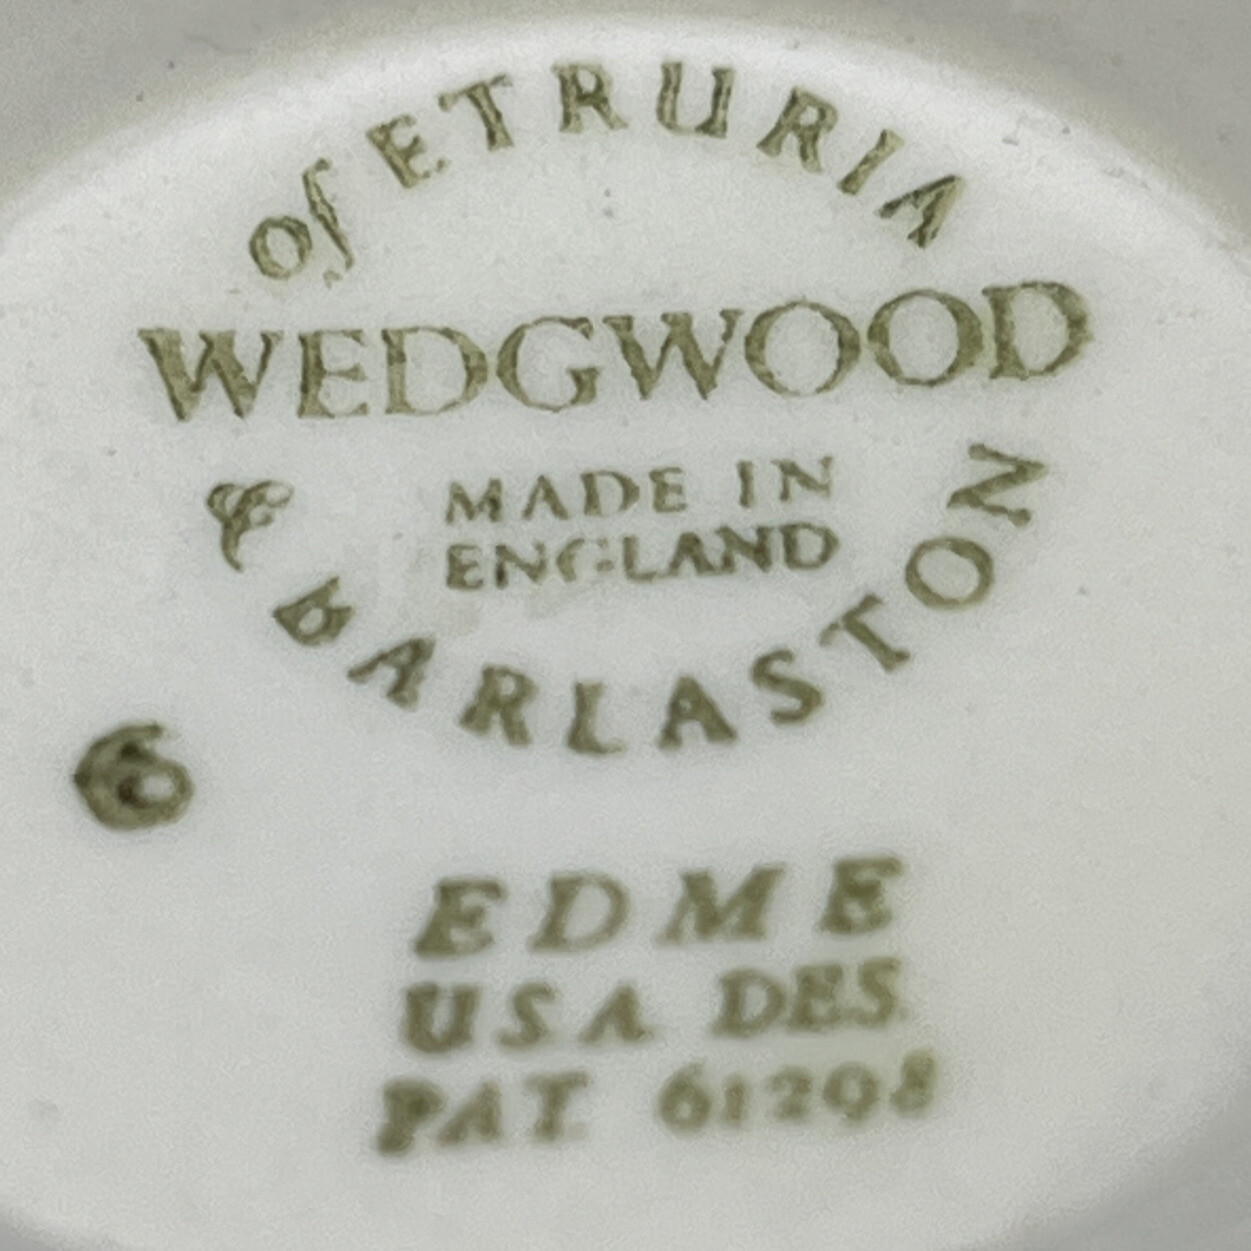 of ETRURIA
WEDGWOOD
MADE IN
ENGLAND
& BARLASTON
6
EDME
USA DES.
PAT. 61298